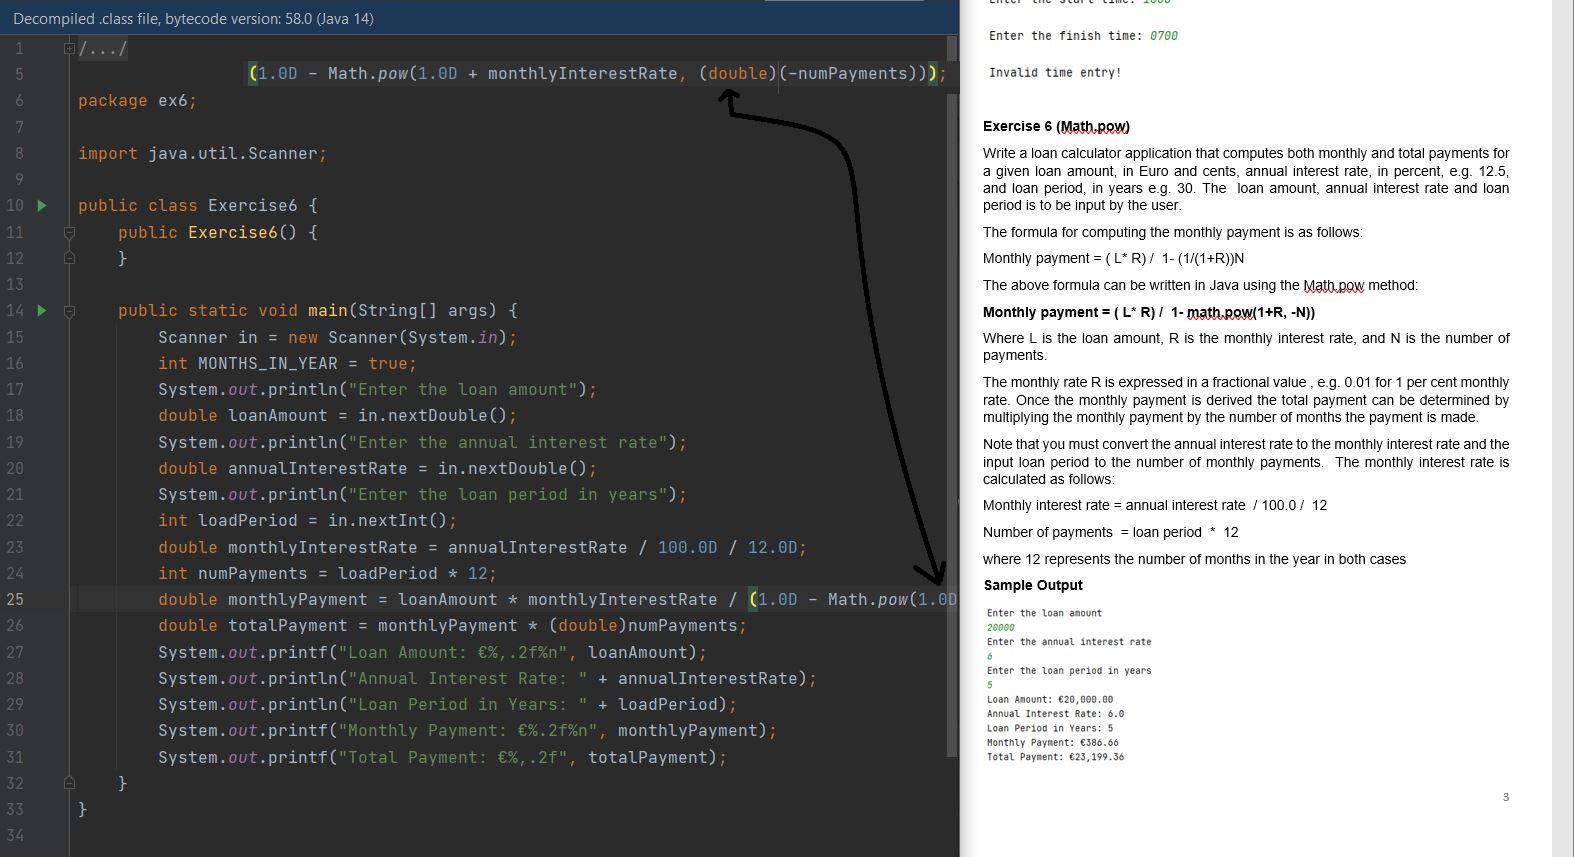 Decompiled .class file, bytecode version: 58.0 (Java 14)
1 /.../
5 (1.0D - Math.pow(1.0D + monthlyInterestRate, (double)(-numPayments)));
6 package ex6;
7
8 import java.util.Scanner;
9
10 public class Exercise6 {
11 public Exercise6() {
12 }
13
14 public static void main(String[] args) {
15 Scanner in = new Scanner(System.in);
16 int MONTHS_IN_YEAR = true;
17 System.out.println("Enter the loan amount");
18 double loanAmount = in.nextDouble();
19 System.out.println("Enter the annual interest rate");
20 double annualInterestRate = in.nextDouble();
21 System.out.println("Enter the loan period in years");
22 int loadPeriod = in.nextInt();
23 double monthlyInterestRate = annualInterestRate / 100.0D / 12.0D;
24 int numPayments = loadPeriod * 12;
25 double monthlyPayment = loanAmount * monthlyInterestRate / (1.0D - Math.pow(1.0D
26 double totalPayment = monthlyPayment * (double)numPayments;
27 System.out.printf("Loan Amount: €%,.2f%n", loanAmount);
28 System.out.println("Annual Interest Rate: " + annualInterestRate);
29 System.out.println("Loan Period in Years: " + loadPeriod);
30 System.out.printf("Monthly Payment: €%.2f%n", monthlyPayment);
31 System.out.printf("Total Payment: €%,.2f", totalPayment);
32 }
33 }
34
Enter the start time: 1000
Enter the finish time: 0700
Invalid time entry!
Exercise 6 (Math.pow)
Write a loan calculator application that computes both monthly and total payments for
a given loan amount, in Euro and cents, annual interest rate, in percent, e.g. 12.5,
and loan period, in years e.g. 30. The loan amount, annual interest rate and loan
period is to be input by the user.
The formula for computing the monthly payment is as follows:
Monthly payment = ( L* R) / 1- (1/(1+R))N
The above formula can be written in Java using the Math.pow method:
Monthly payment = ( L* R) / 1- math.pow(1+R, -N))
Where L is the loan amount, R is the monthly interest rate, and N is the number of
payments.
The monthly rate R is expressed in a fractional value , e.g. 0.01 for 1 per cent monthly
rate. Once the monthly payment is derived the total payment can be determined by
multiplying the monthly payment by the number of months the payment is made.
Note that you must convert the annual interest rate to the monthly interest rate and the
input loan period to the number of monthly payments. The monthly interest rate is
calculated as follows:
Monthly interest rate = annual interest rate / 100.0 / 12
Number of payments = loan period * 12
where 12 represents the number of months in the year in both cases
Sample Output
Enter the loan amount
20000
Enter the annual interest rate
6
Enter the loan period in years
5
Loan Amount: €20,000.00
Annual Interest Rate: 6.0
Loan Period in Years: 5
Monthly Payment: €386.66
Total Payment: €23,199.36
3